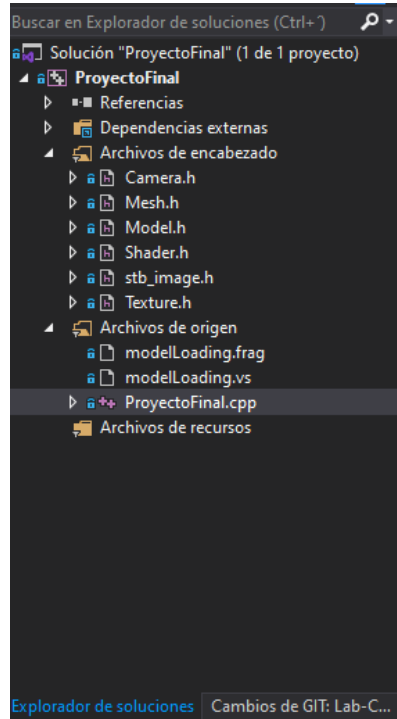 Buscar en Explorador de soluciones (Ctrl+´)
Solución "ProyectoFinal" (1 de 1 proyecto)
ProyectoFinal
Referencias
Dependencias externas
Archivos de encabezado
Camera.h
Mesh.h
Model.h
Shader.h
stb_image.h
Texture.h
Archivos de origen
modelLoading.frag
modelLoading.vs
ProyectoFinal.cpp
Archivos de recursos
Explorador de soluciones Cambios de GIT: Lab-C...